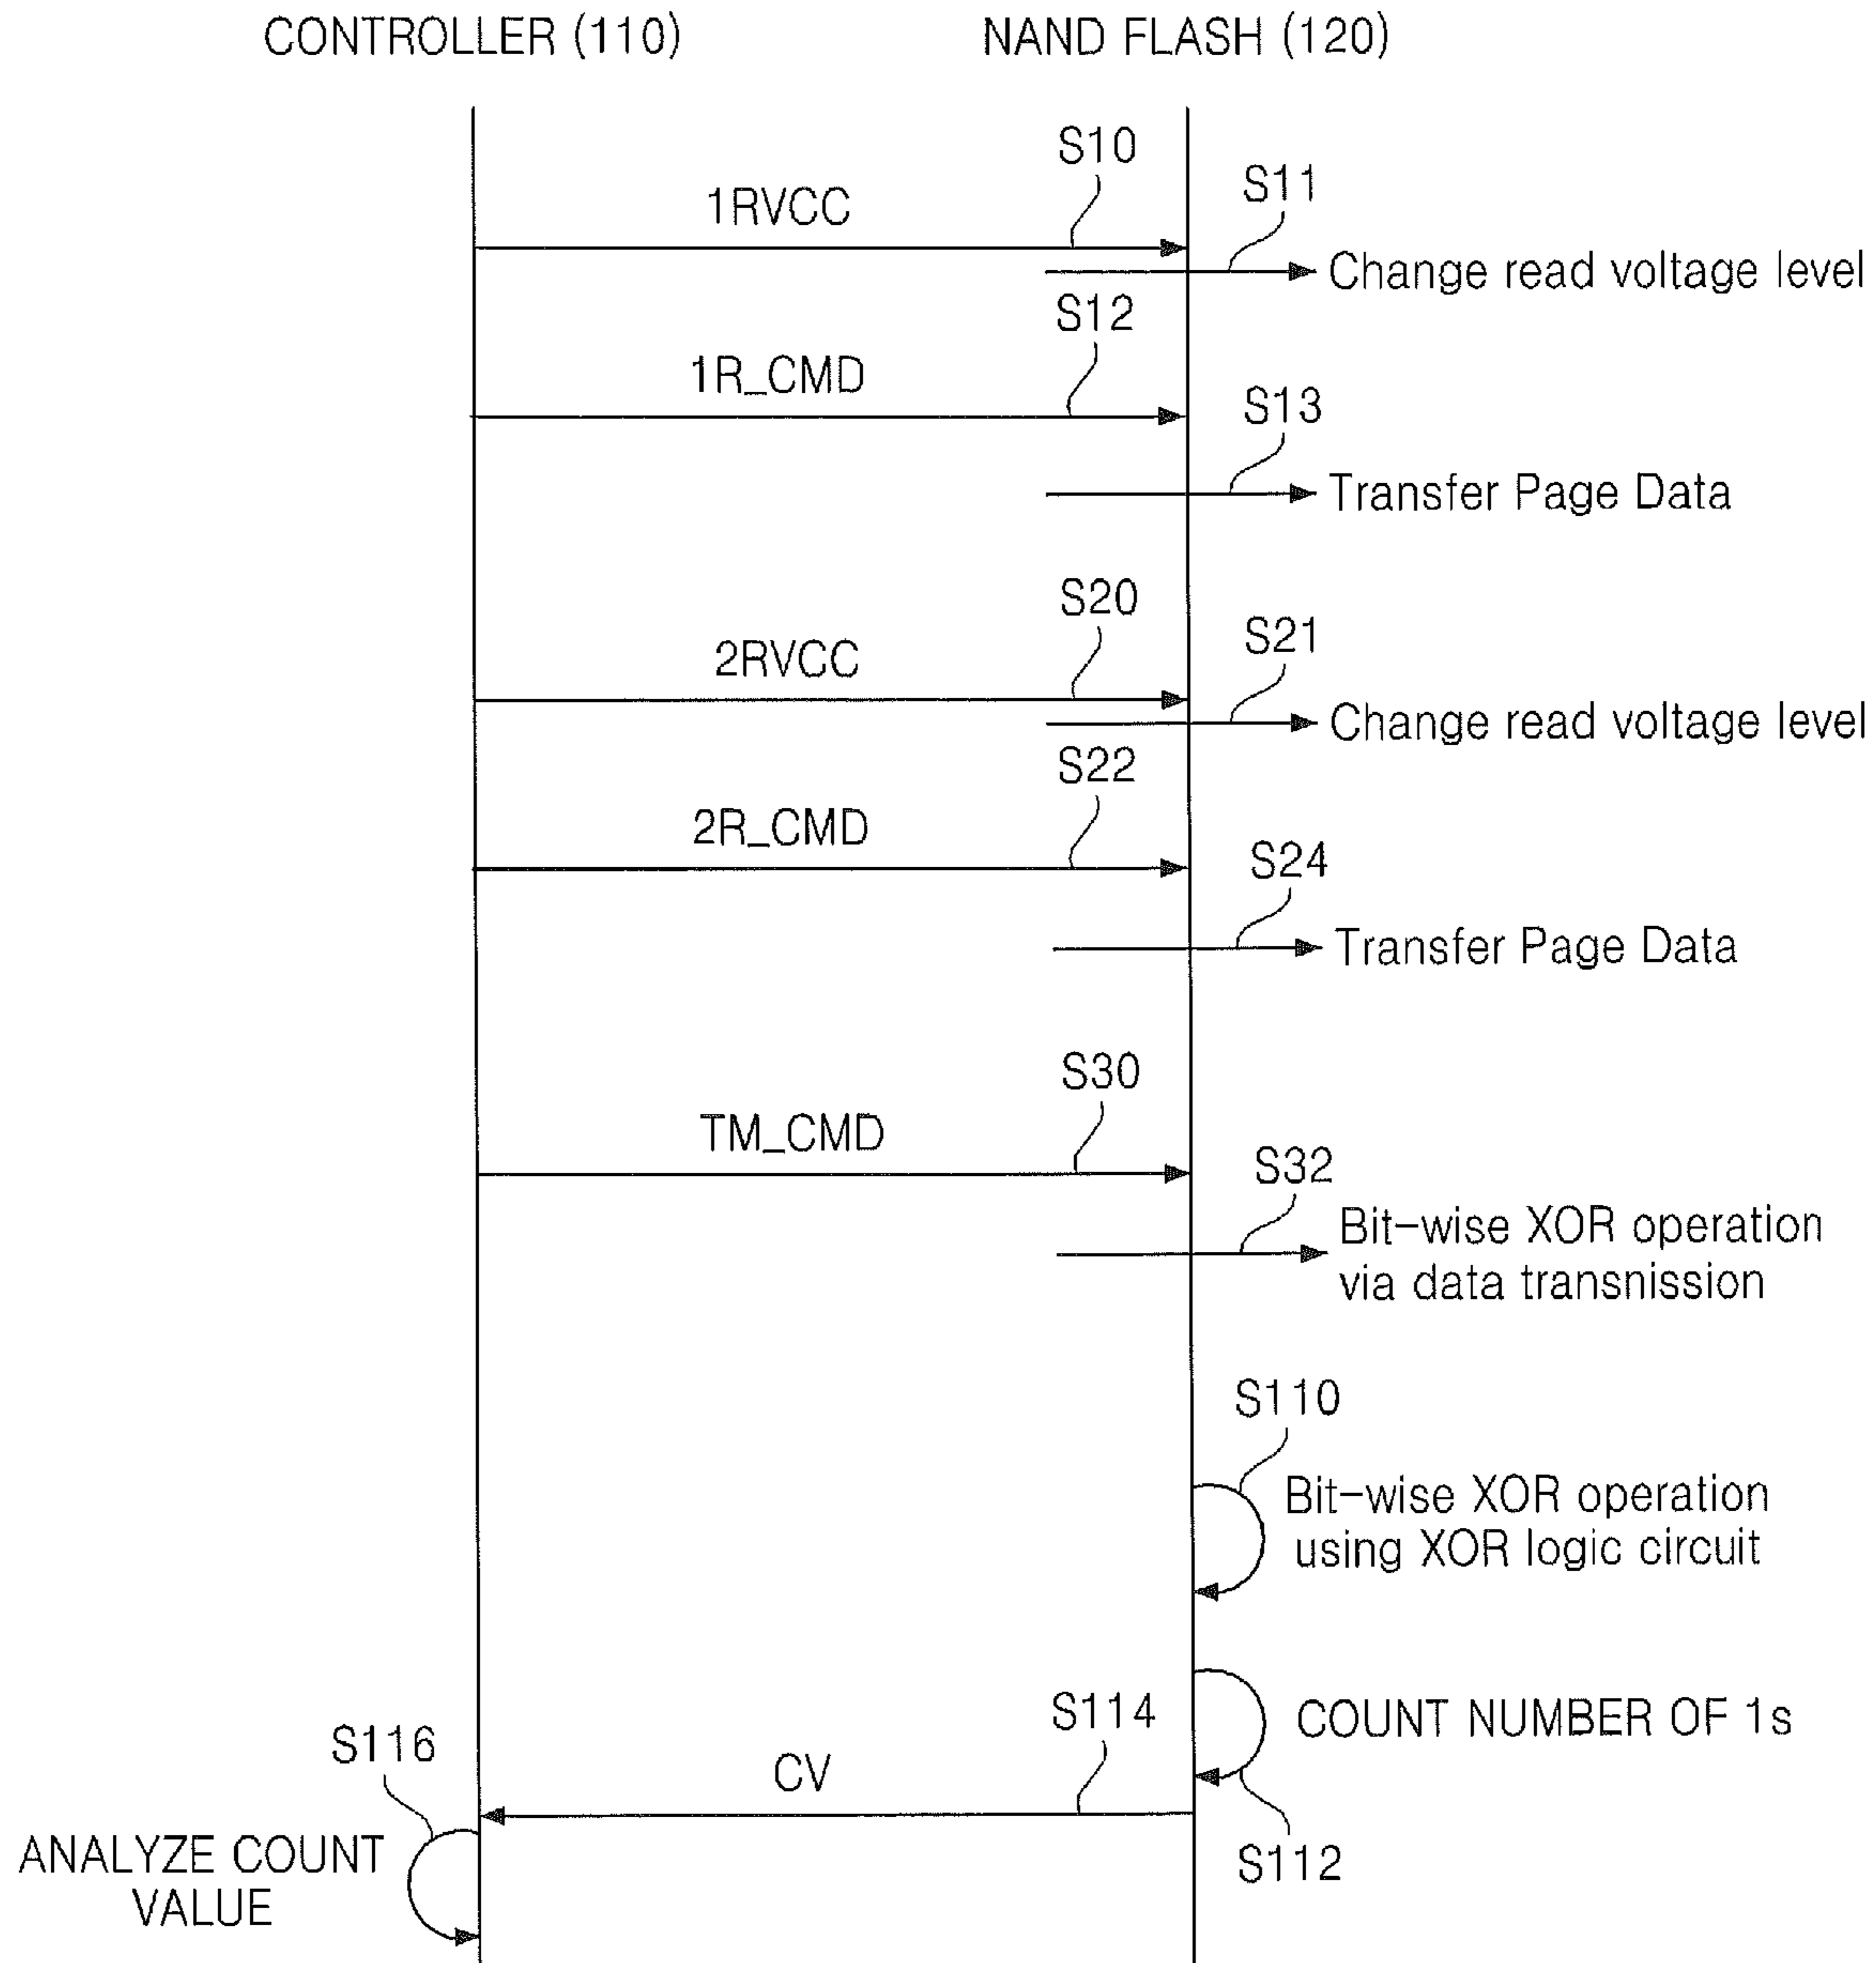 CONTROLLER (110)
NAND FLASH (120)
S10
1RVCC
S11
Change read voltage level
S12
1R_CMD
S13
Transfer Page Data
S20
2RVCC
S21
Change read voltage level
S22
2R_CMD
S24
Transfer Page Data
S30
TM_CMD
S32
Bit-wise XOR operation
via data transnission
S110
Bit-wise XOR operation
using XOR logic circuit
S114
COUNT NUMBER OF 1s
S116
CV
S112
ANALYZE COUNT
VALUE